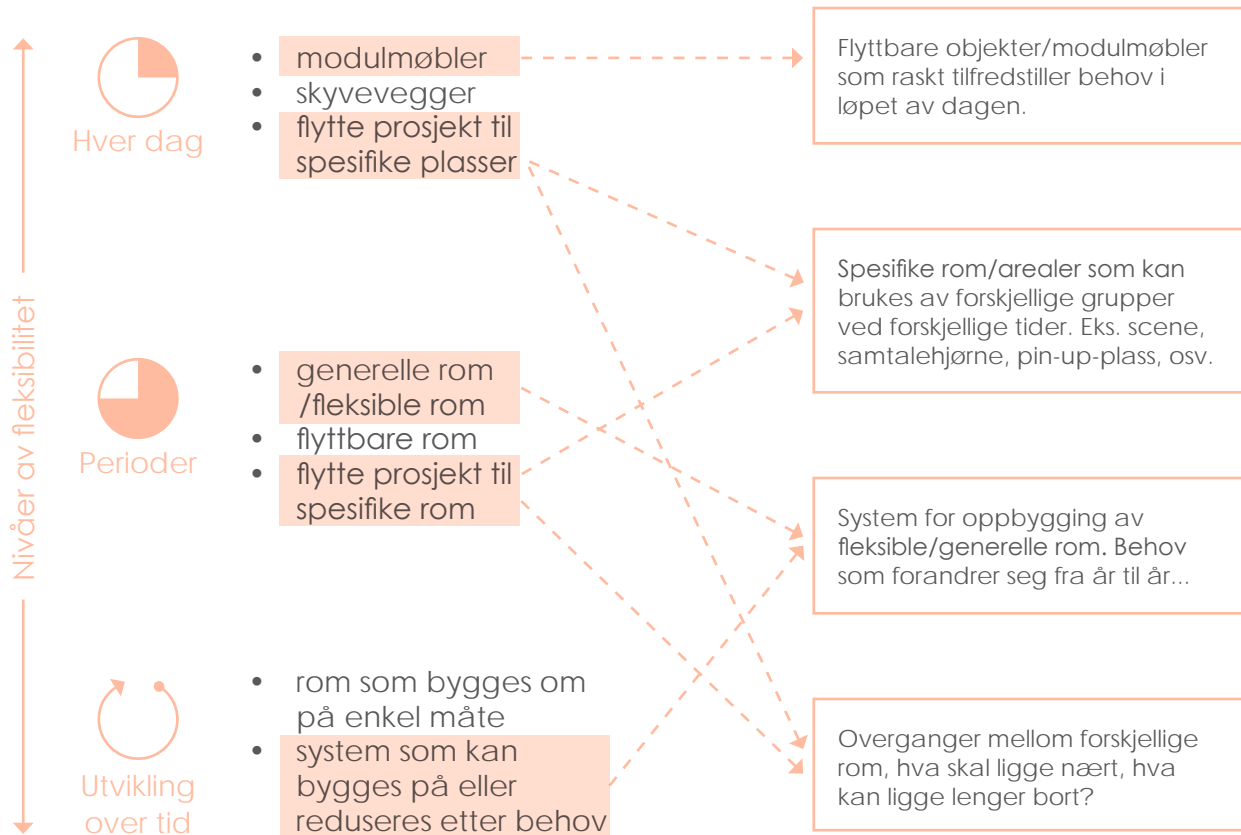 Nivåer av fleksibilitet
Hver dag
• modulmøbler
• skyvevegger
• flytte prosjekt til
spesifike plasser
Flyttbare objekter/modulmøbler
som raskt tilfredstiller behov i
løpet av dagen.
Spesifike rom/arealer som kan
brukes av forskjellige grupper
ved forskjellige tider. Eks. scene,
samtalehjørne, pin-up-plass, osv.
Perioder
• generelle rom
/fleksible rom
• flyttbare rom
• flytte prosjekt til
spesifike rom
System for oppbygging av
fleksible/generelle rom. Behov
som forandrer seg fra år til år...
Utvikling
over tid
• rom som bygges om
på enkel måte
• system som kan
bygges på eller
reduseres etter behov
Overganger mellom forskjellige
rom, hva skal ligge nært, hva
kan ligge lenger bort?